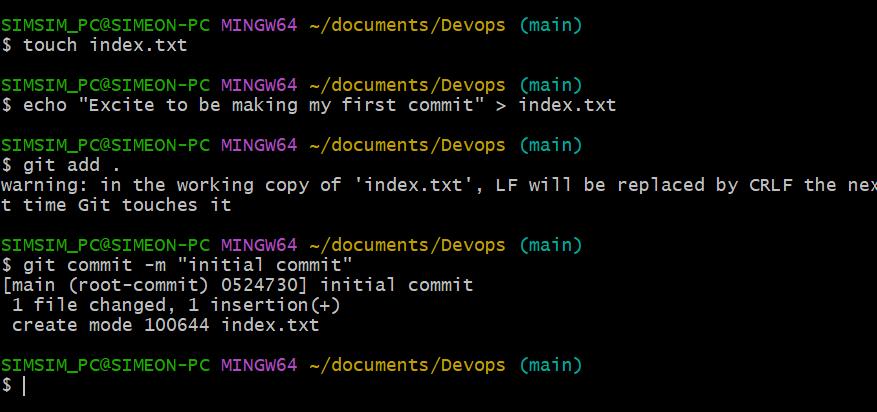 SIMSIM_PC@SIMEON-PC MINGW64 ~/documents/Devops (main)
$ touch index.txt
SIMSIM_PC@SIMEON-PC MINGW64 ~/documents/Devops (main)
$ echo "Excite to be making my first commit" > index.txt
SIMSIM_PC@SIMEON-PC MINGW64 ~/documents/Devops (main)
$ git add .
warning: in the working copy of 'index.txt', LF will be replaced by CRLF the nex
t time Git touches it
SIMSIM_PC@SIMEON-PC MINGW64 ~/documents/Devops (main)
$ git commit -m "initial commit"
[main (root-commit) 0524730] initial commit
 1 file changed, 1 insertion(+)
 create mode 100644 index.txt
SIMSIM_PC@SIMEON-PC MINGW64 ~/documents/Devops (main)
$